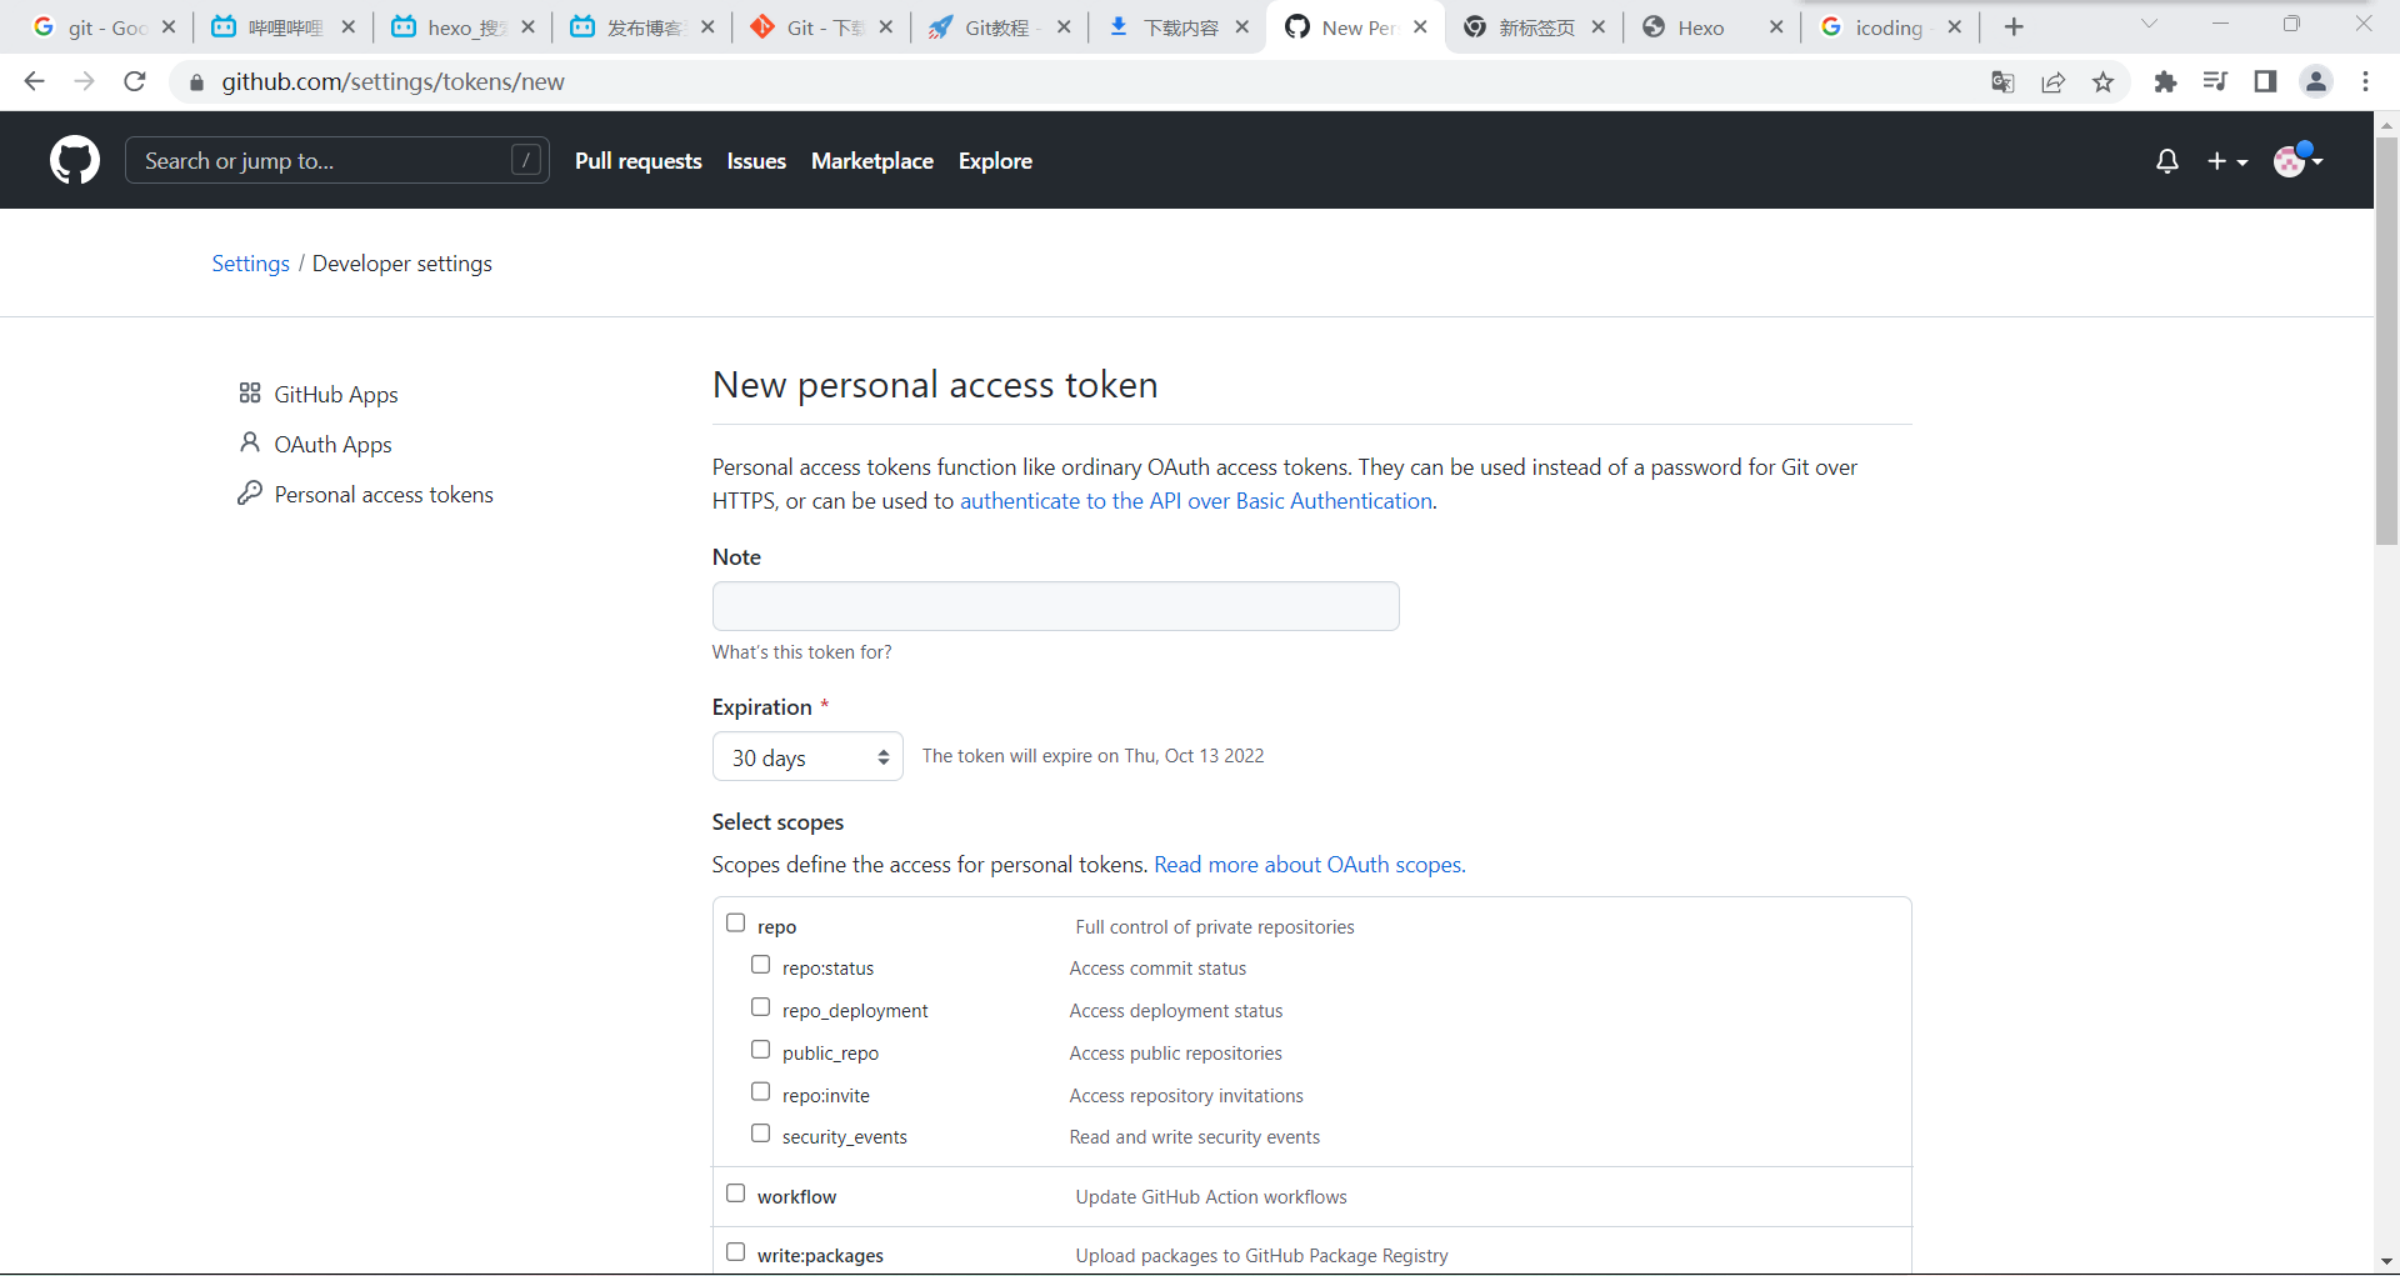 git - Goo
哔哩哔哩
hexo_搜索
发布博客
Git - 下载
Git教程 -
下载内容
New Per
新标签页
Hexo
icoding -
github.com/settings/tokens/new
Search or jump to...
/
Pull requests Issues Marketplace Explore
Settings / Developer settings
GitHub Apps
OAuth Apps
Personal access tokens
New personal access token
Personal access tokens function like ordinary OAuth access tokens. They can be used instead of a password for Git over
HTTPS, or can be used to authenticate to the API over Basic Authentication.
Note
What's this token for?
Expiration *
30 days The token will expire on Thu, Oct 13 2022
Select scopes
Scopes define the access for personal tokens. Read more about OAuth scopes.
repo Full control of private repositories
repo:status Access commit status
repo_deployment Access deployment status
public_repo Access public repositories
repo:invite Access repository invitations
security_events Read and write security events
workflow Update GitHub Action workflows
write:packages Upload packages to GitHub Package Registry